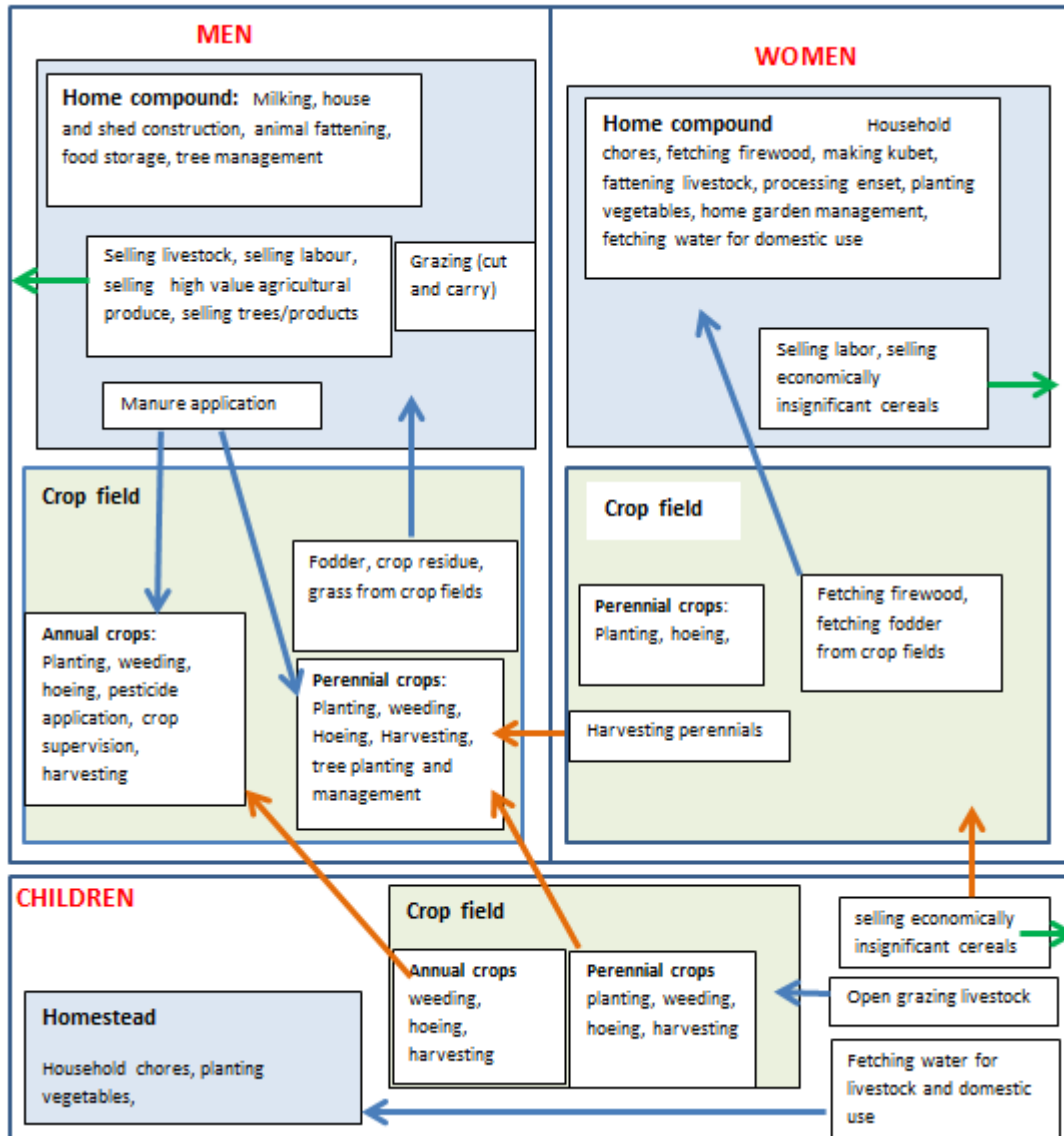 MEN
Home compound: Milking, house
and shed construction, animal fattening,
food storage, tree management
Selling livestock, selling labour,
selling high value agricultural
produce, selling trees/products
Grazing (cut
and carry)
Manure application
Crop field
Fodder, crop residue,
grass from crop fields
Annual crops:
Planting, weeding,
hoeing, pesticide
application, crop
supervision,
harvesting
Perennial crops:
Planting, weeding,
Hoeing, Harvesting,
tree planting and
management
WOMEN
Home compound Household
chores, fetching firewood, making kubet,
fattening livestock, processing enset, planting
vegetables, home garden management,
fetching water for domestic use
Selling labor, selling
economically
insignificant cereals
Crop field
Perennial crops:
Planting, hoeing,
Fetching firewood,
fetching fodder
from crop fields
Harvesting perennials
CHILDREN
Homestead
Household chores, planting
vegetables,
Crop field
Annual crops
weeding,
hoeing,
harvesting
Perennial crops
planting, weeding,
hoeing, harvesting
selling economically
insignificant cereals
Open grazing livestock
Fetching water for
livestock and domestic
use